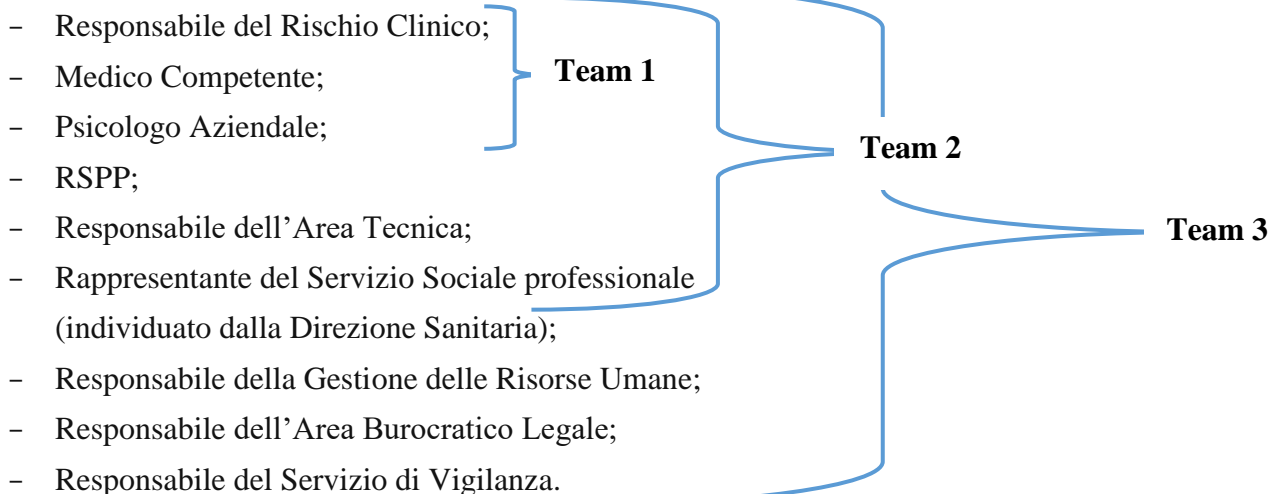 – Responsabile del Rischio Clinico;
– Medico Competente;
– Psicologo Aziendale;
– RSPP;
– Responsabile dell’Area Tecnica;
– Rappresentante del Servizio Sociale professionale
(individuato dalla Direzione Sanitaria);
– Responsabile della Gestione delle Risorse Umane;
– Responsabile dell’Area Burocratico Legale;
– Responsabile del Servizio di Vigilanza.
Team 1
Team 2
Team 3